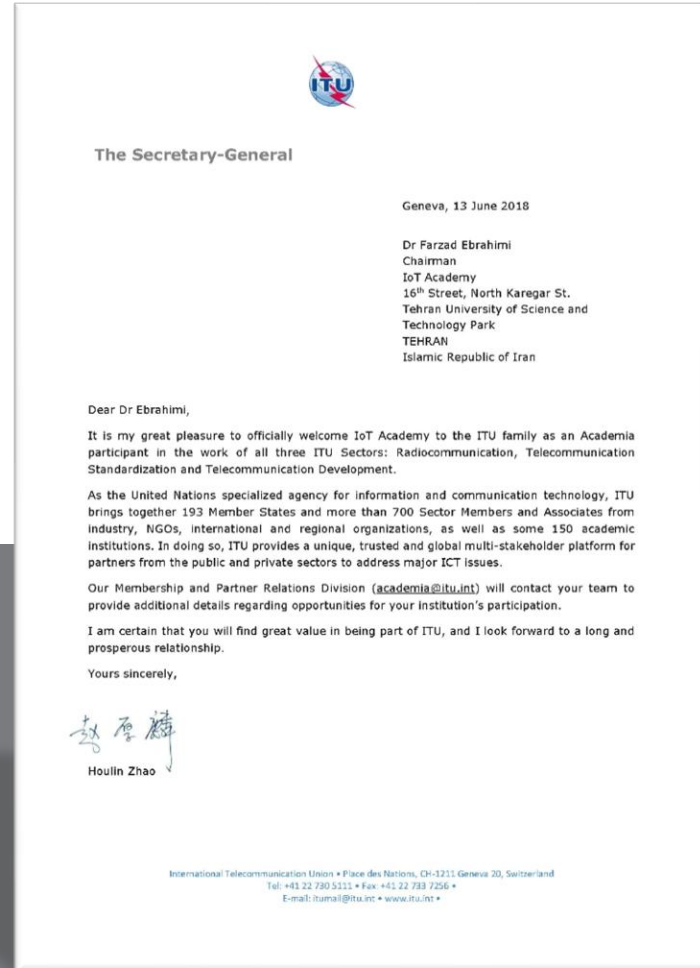 ITU
The Secretary-General
Geneva, 13 June 2018
Dr Farzad Ebrahimi
Chairman
IoT Academy
16th Street, North Karegar St.
Tehran University of Science and
Technology Park
TEHRAN
Islamic Republic of Iran
Dear Dr Ebrahimi,
It is my great pleasure to officially welcome IoT Academy to the ITU family as an Academia
participant in the work of all three ITU Sectors: Radiocommunication, Telecommunication
Standardization and Telecommunication Development.
As the United Nations specialized agency for information and communication technology, ITU
brings together 193 Member States and more than 700 Sector Members and Associates from
industry, NGOs, international and regional organizations, as well as some 150 academic
institutions. In doing so, ITU provides a unique, trusted and global multi-stakeholder platform for
partners from the public and private sectors to address major ICT issues.
Our Membership and Partner Relations Division (academia@itu.int) will contact your team to
provide additional details regarding opportunities for your institution's participation.
I am certain that you will find great value in being part of ITU, and I look forward to a long and
prosperous relationship.
Yours sincerely,
赵厚麟
Houlin Zhao
International Telecommunication Union • Place des Nations, CH-1211 Geneva 20, Switzerland
Tel: +41 22 730 5111 • Fax: +41 22 733 7256 •
E-mail: itumail@itu.int • www.itu.int •